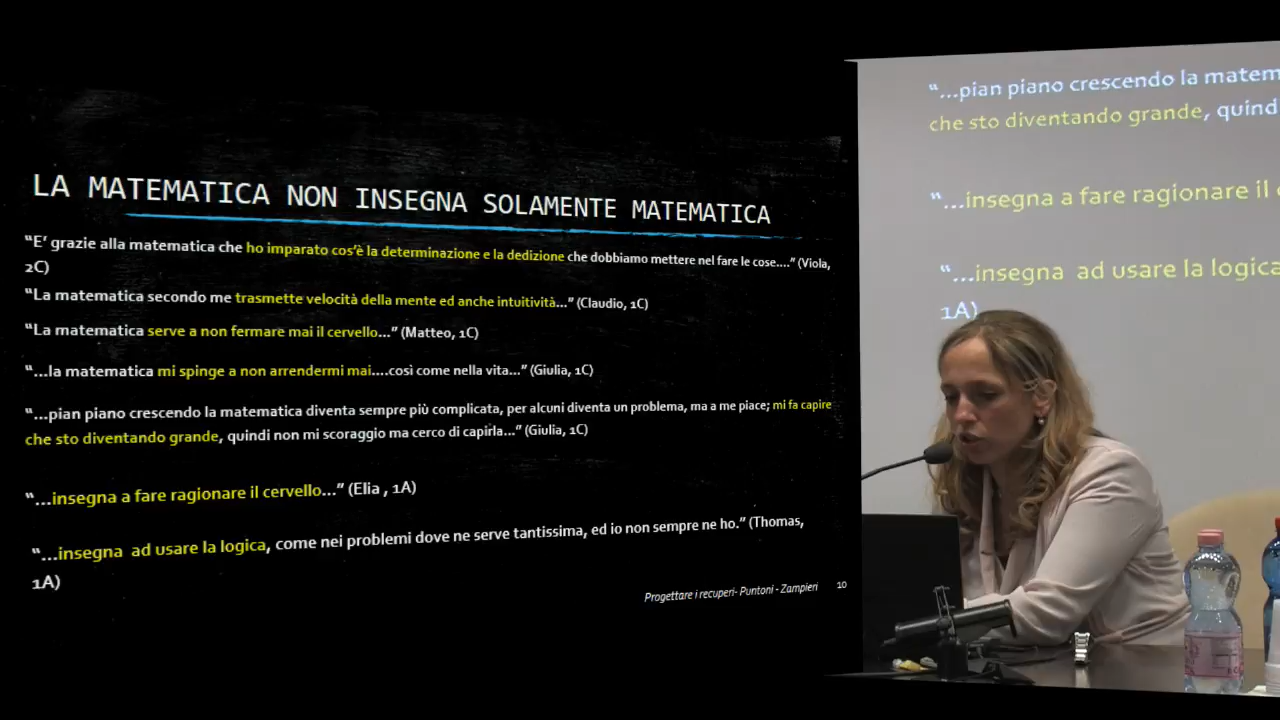 LA MATEMATICA NON INSEGNA SOLAMENTE MATEMATICA
“E’ grazie alla matematica che ho imparato cos’è la determinazione e la dedizione che dobbiamo mettere nel fare le cose....” (Viola,
2C)
“La matematica secondo me trasmette velocità della mente ed anche intuitività...” (Claudio, 1C)
“La matematica serve a non fermare mai il cervello...” (Matteo, 1C)
“...la matematica mi spinge a non arrendermi mai....così come nella vita...” (Giulia, 1C)
“...pian piano crescendo la matematica diventa sempre più complicata, per alcuni diventa un problema, ma a me piace; mi fa capire
che sto diventando grande, quindi non mi scoraggio ma cerco di capirla...” (Giulia, 1C)
“...insegna a fare ragionare il cervello...” (Elia , 1A)
“...insegna ad usare la logica, come nei problemi dove ne serve tantissima, ed io non sempre ne ho.” (Thomas,
1A)
Progettare i recuperi- Puntoni - Zampieri 10
“...pian piano crescendo la matem
che sto diventando grande, quind
“...insegna a fare ragionare il
“...insegna ad usare la logica
1A)